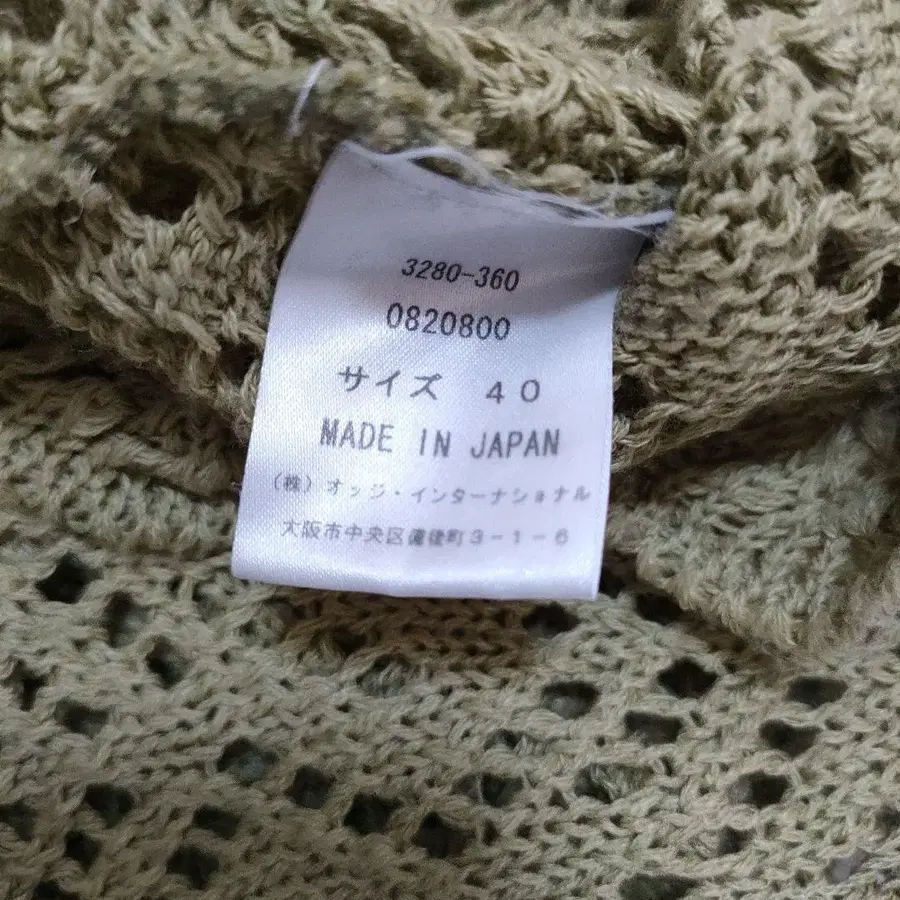 3280-360
0820800
サイズ 40
MADE IN JAPAN
(株)オッジ・インターナショナル
大阪市中央区南後町3-1-6